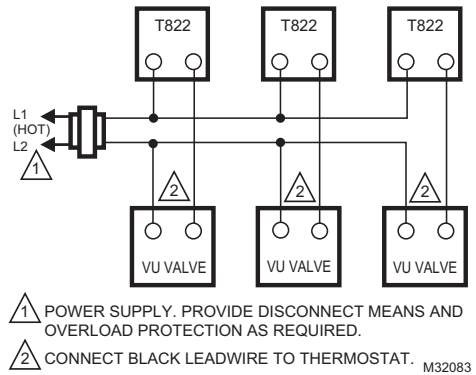 T822 T822 T822
L1
(HOT)
L2
1
2 2 2
VU VALVE VU VALVE VU VALVE
1 POWER SUPPLY. PROVIDE DISCONNECT MEANS AND
OVERLOAD PROTECTION AS REQUIRED.
2 CONNECT BLACK LEADWIRE TO THERMOSTAT.
M32083